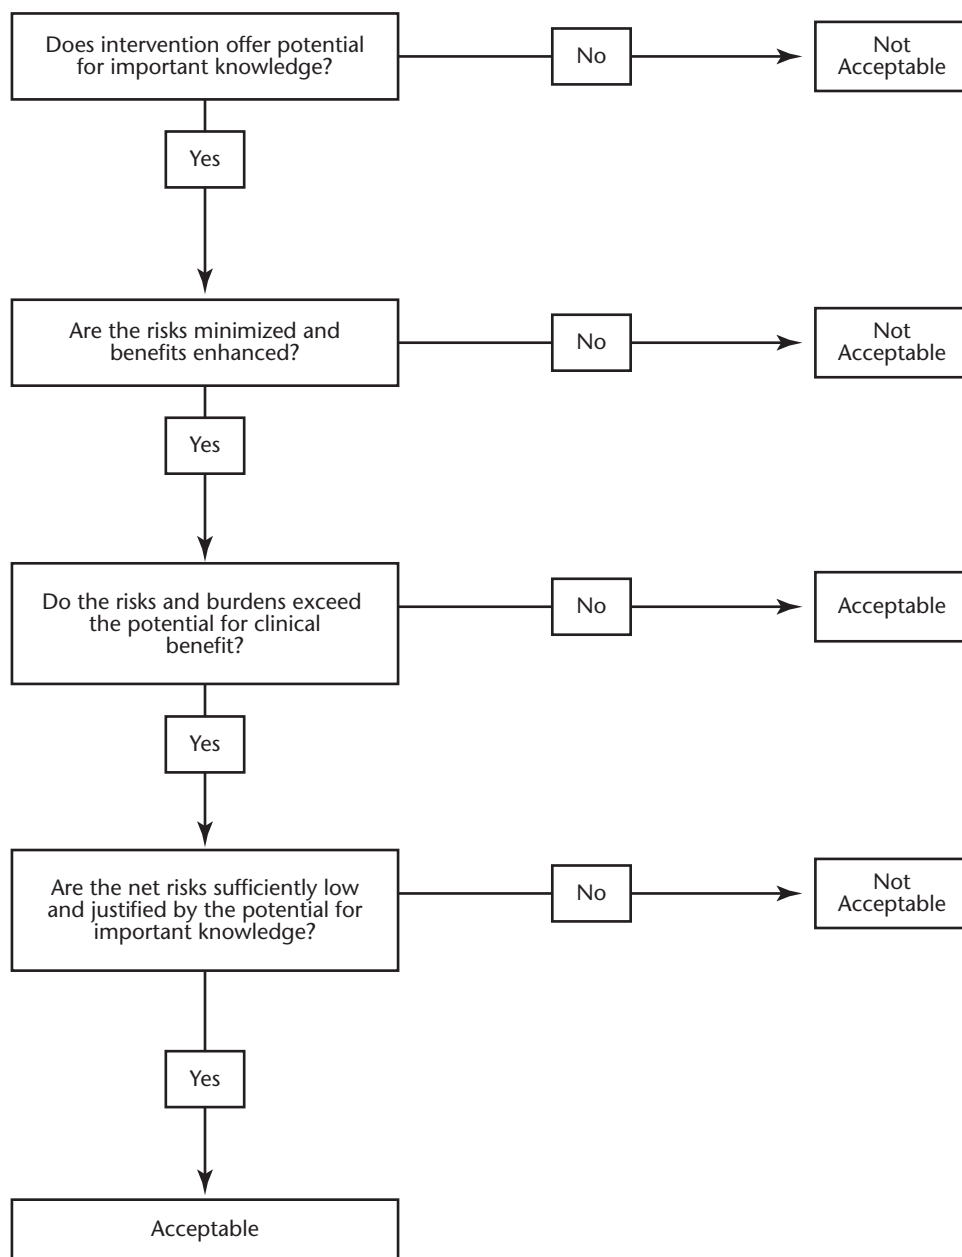 Does intervention offer potential
for important knowledge?
No
Not
Acceptable
Yes
Are the risks minimized and
benefits enhanced?
No
Not
Acceptable
Yes
Do the risks and burdens exceed
the potential for clinical
benefit?
No
Acceptable
Yes
Are the net risks sufficiently low
and justified by the potential for
important knowledge?
No
Not
Acceptable
Yes
Acceptable